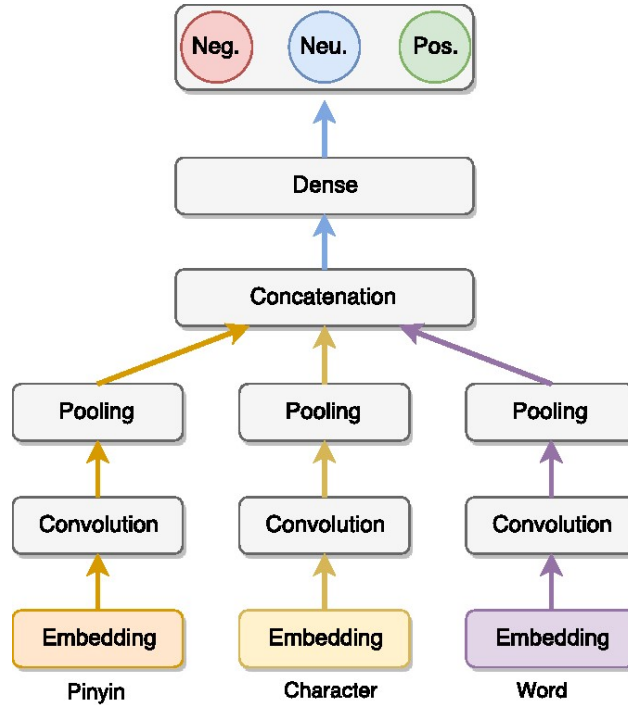 Neg. Neu. Pos.
Dense
Concatenation
Pooling Pooling Pooling
Convolution Convolution Convolution
Embedding Embedding Embedding
Pinyin Character Word